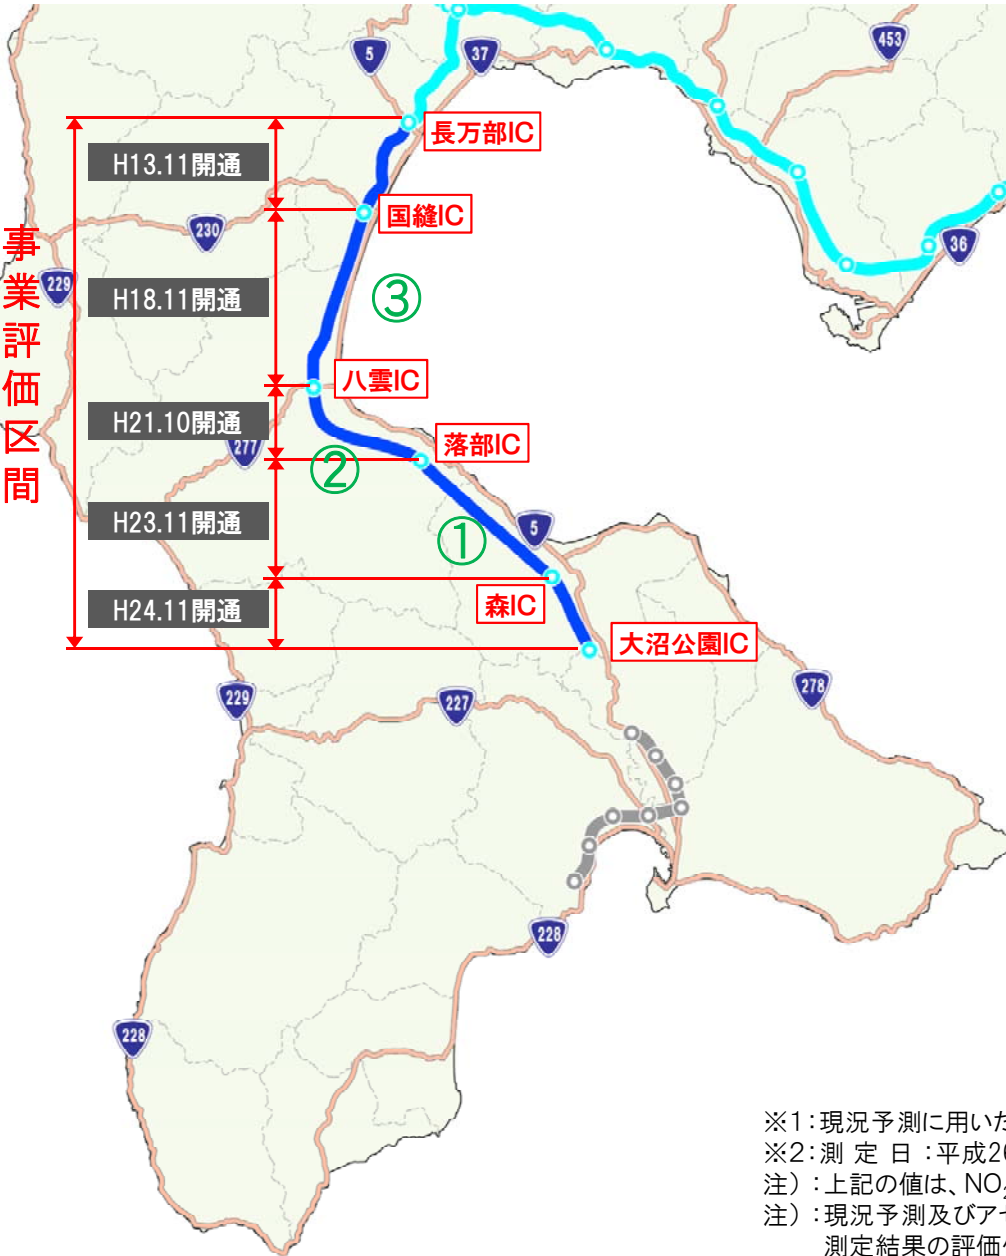 5
37
453
長万部IC
H13.11開通
国縫IC
230
36
事業評価区間
229
H18.11開通
③
八雲IC
H21.10開通
277
落部IC
②
H23.11開通
5
①
森IC
H24.11開通
大沼公園IC
278
229
227
228
228
※1:現況予測に用いた
※2:測 定 日 :平成2
注）:上記の値は、NO
注）:現況予測及びア
測定結果の評価